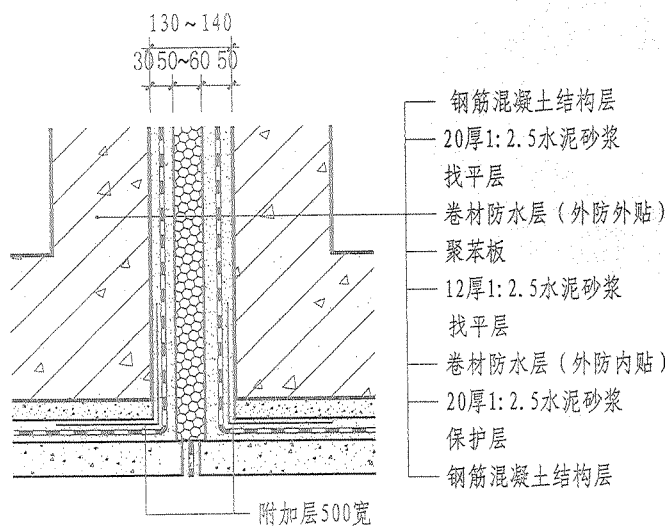 130~140
30 50~60 50
钢筋混凝土结构层
20厚1:2.5水泥砂浆
找平层
卷材防水层(外防外贴)
聚苯板
12厚1:2.5水泥砂浆
找平层
卷材防水层(外防内贴)
20厚1:2.5水泥砂浆
保护层
钢筋混凝土结构层
附加层500宽